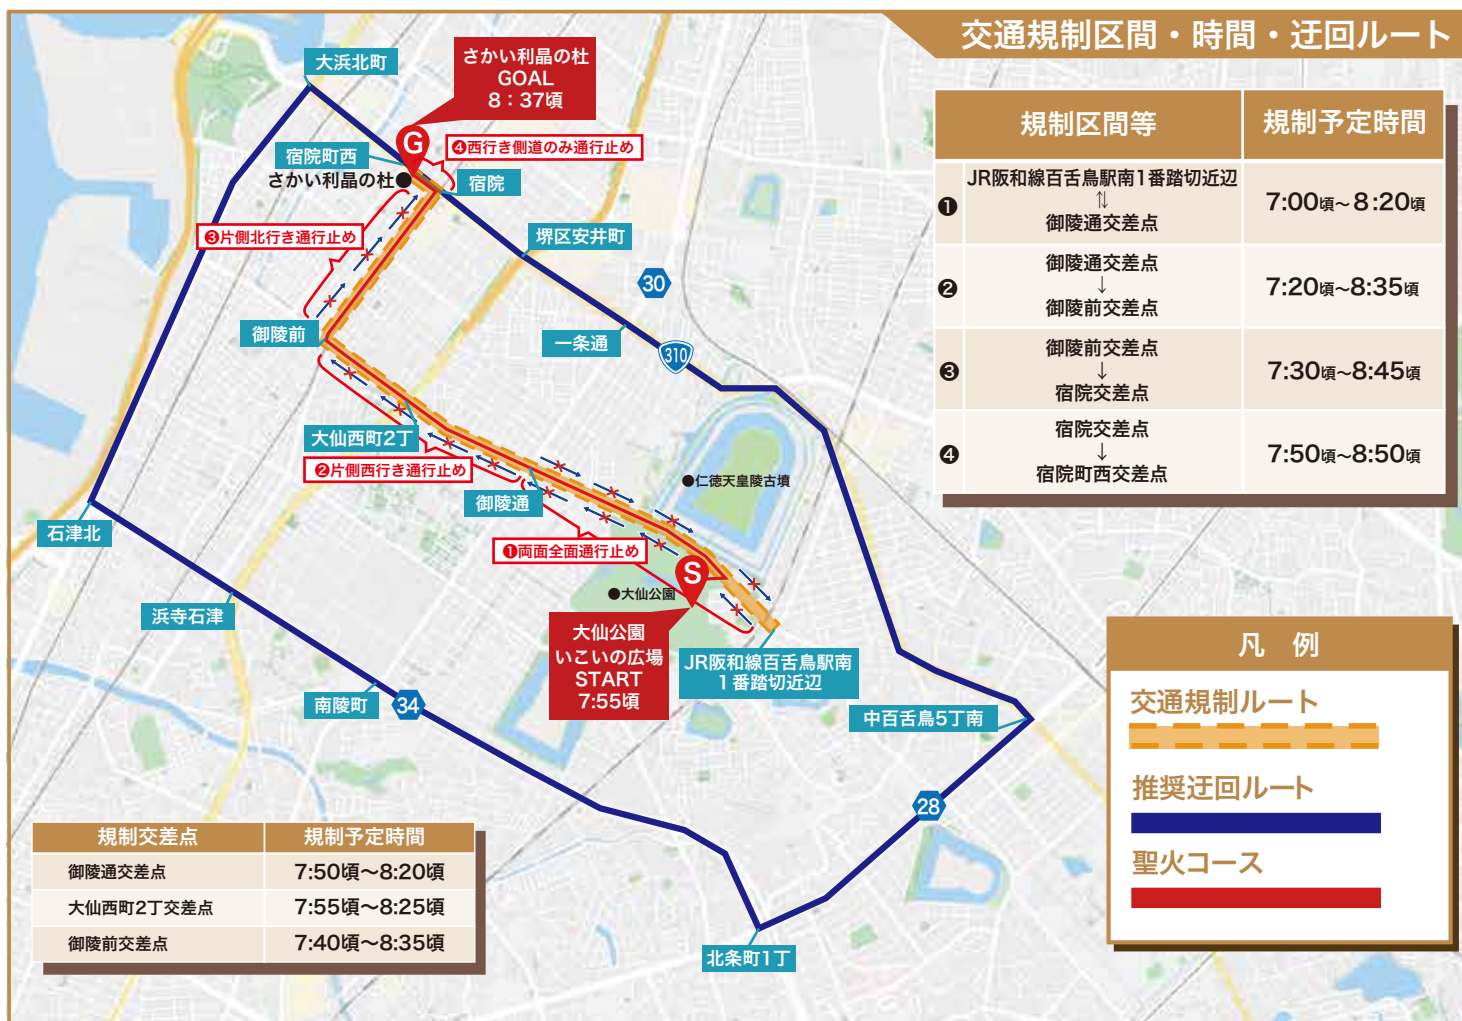 交通規制区間・時間・迂回ルート
大浜北町
さかい利晶の杜
GOAL
8：37頃
G
❹西行き側道のみ通行止め
宿院町西
さかい利晶の杜●
宿院
❸片側北行き通行止め
堺区安井町
30
御陵前
一条通
310
大仙西町2丁
❷片側西行き通行止め
●仁徳天皇陵古墳
御陵通
石津北
❶両面全面通行止め
S
●大仙公園
浜寺石津
大仙公園
いこいの広場
START
7:55頃
JR阪和線百舌鳥駅南
1番踏切近辺
南陵町
34
中百舌鳥5丁南
28
北条町1丁
規制区間等 規制予定時間
❶ JR阪和線百舌鳥駅南1番踏切近辺
⇅
御陵通交差点
7:00頃～8:20頃
❷ 御陵通交差点
↓
御陵前交差点
7:20頃～8:35頃
❸ 御陵前交差点
↓
宿院交差点
7:30頃～8:45頃
❹ 宿院交差点
↓
宿院町西交差点
7:50頃～8:50頃
凡 例
交通規制ルート
推奨迂回ルート
聖火コース
規制交差点 規制予定時間
御陵通交差点 7:50頃～8:20頃
大仙西町2丁交差点 7:55頃～8:25頃
御陵前交差点 7:40頃～8:35頃